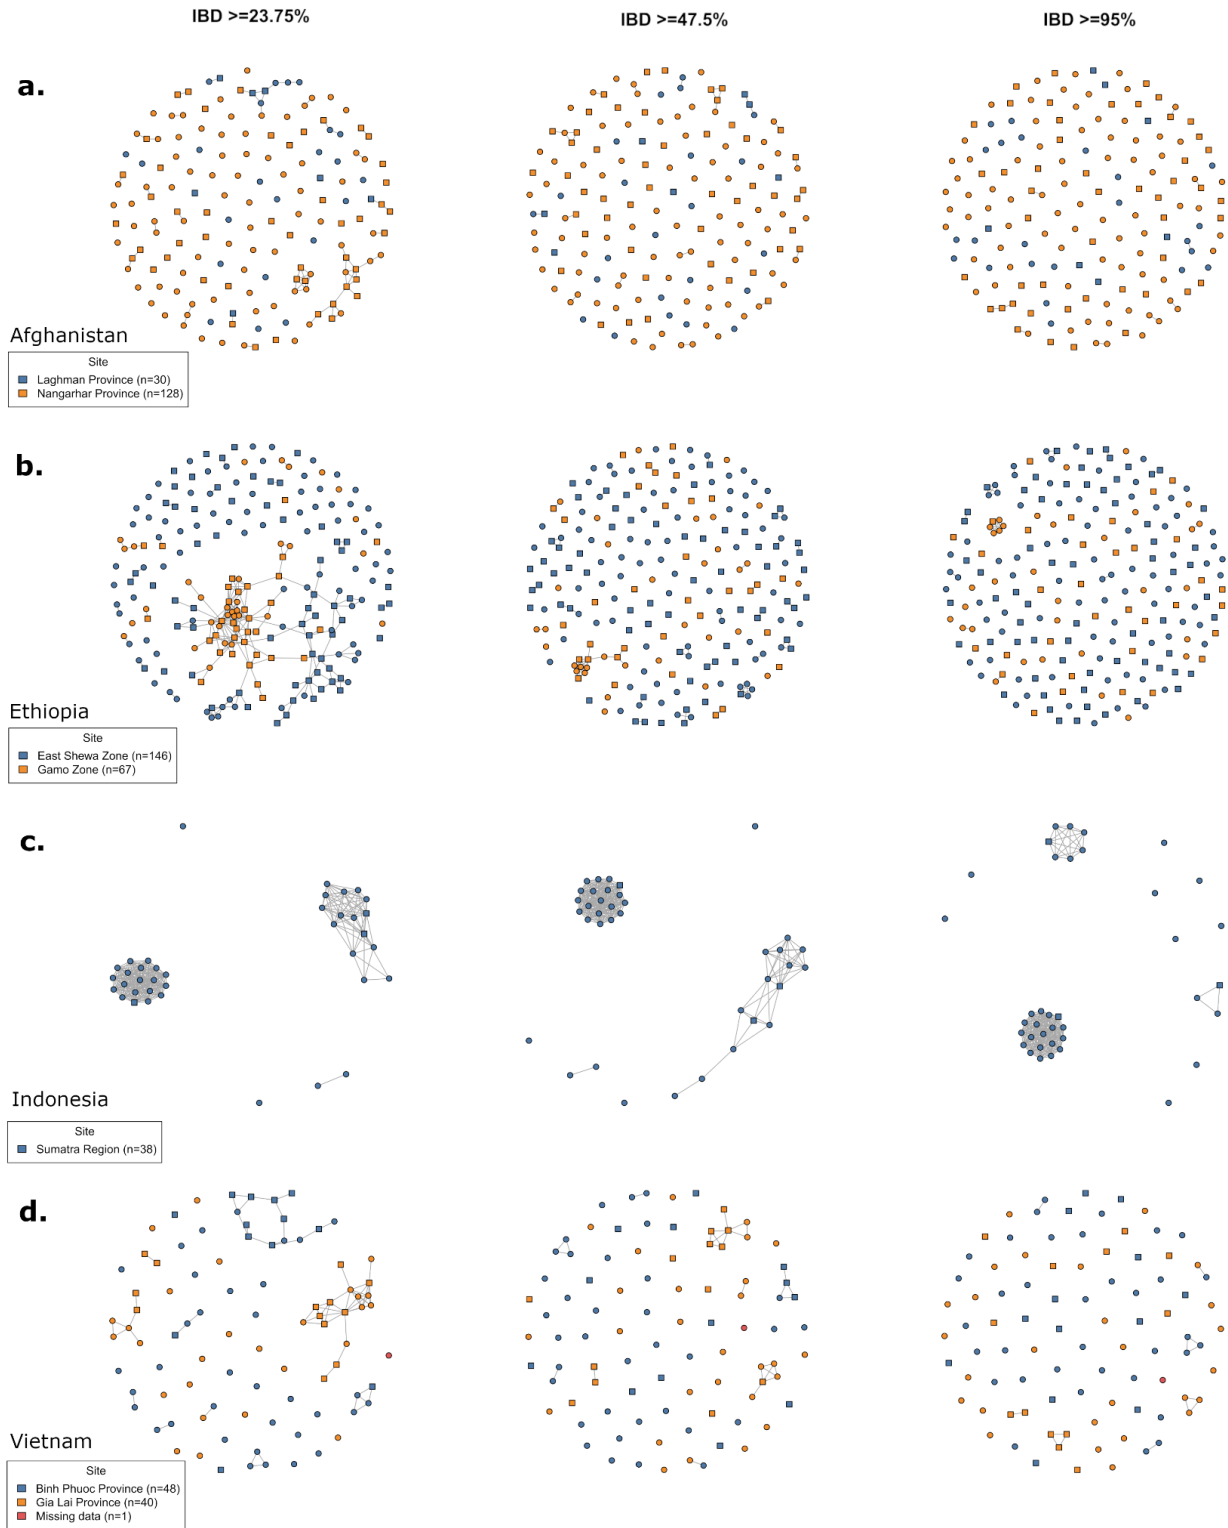 IBD >=23.75%
IBD >=47.5%
IBD >=95%
a.
Afghanistan
Site
Laghman Province (n=30)
Nangarhar Province (n=128)
b.
Ethiopia
Site
East Shewa Zone (n=146)
Gamo Zone (n=67)
c.
Indonesia
Site
Sumatra Region (n=38)
d.
Vietnam
Site
Binh Phuoc Province (n=48)
Gia Lai Province (n=40)
Missing data (n=1)